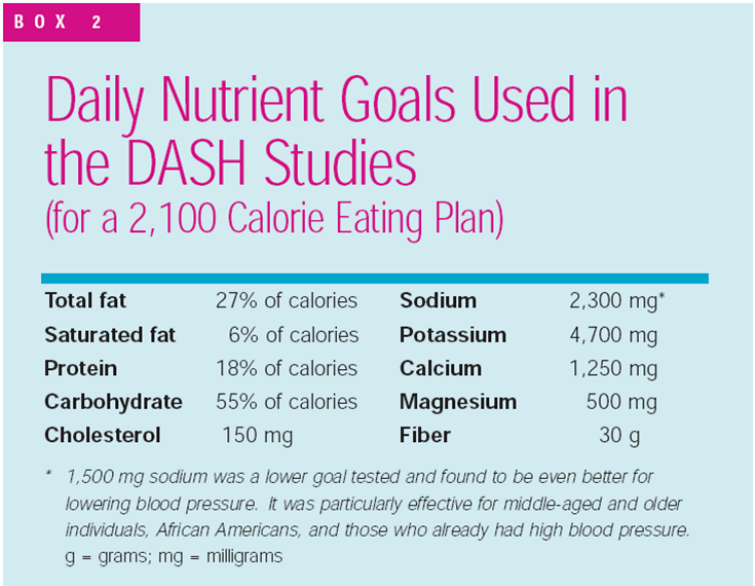 BOX 2
Daily Nutrient Goals Used in
the DASH Studies
(for a 2,100 Calorie Eating Plan)
Total fat 27% of calories Sodium 2,300 mg*
Saturated fat 6% of calories Potassium 4,700 mg
Protein 18% of calories Calcium 1,250 mg
Carbohydrate 55% of calories Magnesium 500 mg
Cholesterol 150 mg Fiber 30 g
* 1,500 mg sodium was a lower goal tested and found to be even better for
lowering blood pressure. It was particularly effective for middle-aged and older
individuals, African Americans, and those who already had high blood pressure.
g = grams; mg = milligrams